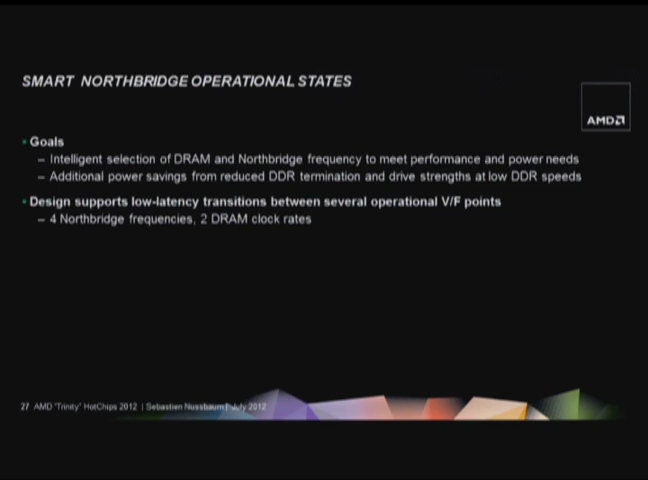 SMART NORTHBRIDGE OPERATIONAL STATES
AMD
▪ Goals
– Intelligent selection of DRAM and Northbridge frequency to meet performance and power needs
– Additional power savings from reduced DDR termination and drive strengths at low DDR speeds
▪ Design supports low-latency transitions between several operational V/F points
– 4 Northbridge frequencies, 2 DRAM clock rates
27 AMD "Trinity" HotChips 2012 | Sebastien Nussbaum | July 2012